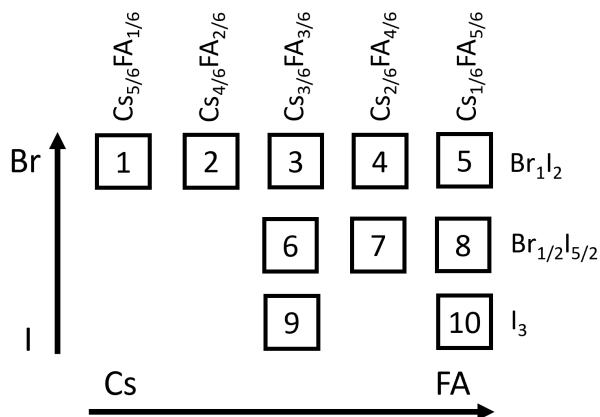 Cs5/6FA1/6 Cs4/6FA2/6 Cs3/6FA3/6 Cs2/6FA4/6 Cs1/6FA5/6
Br 1 2 3 4 5 Br1I2
6 7 8 Br1/2I5/2
I 9 10 I3
Cs FA